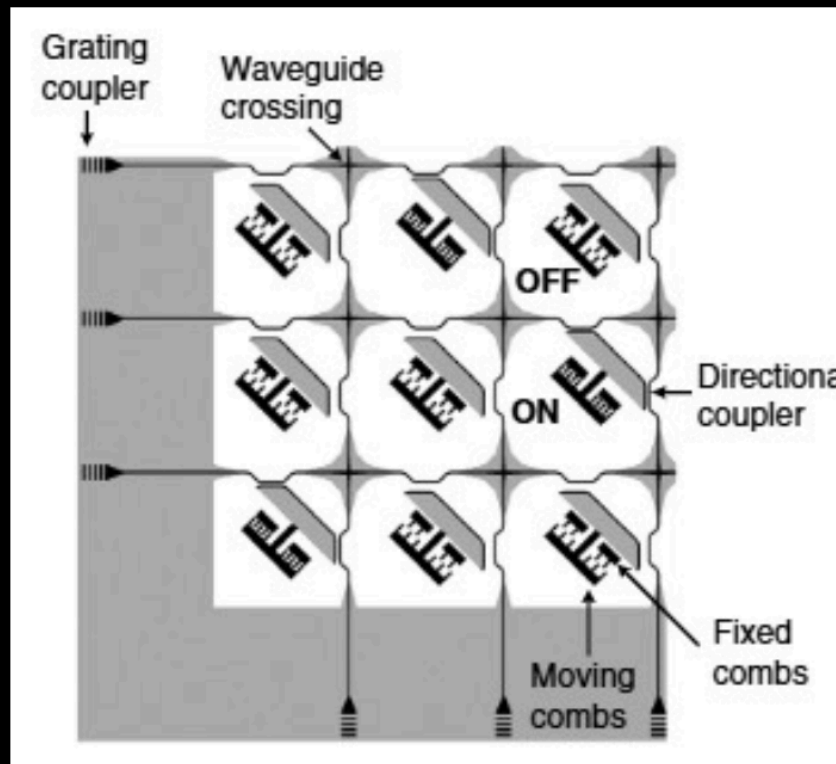 Grating
coupler
Waveguide
crossing
OFF
ON
Directiona
coupler
Fixed
combs
Moving
combs